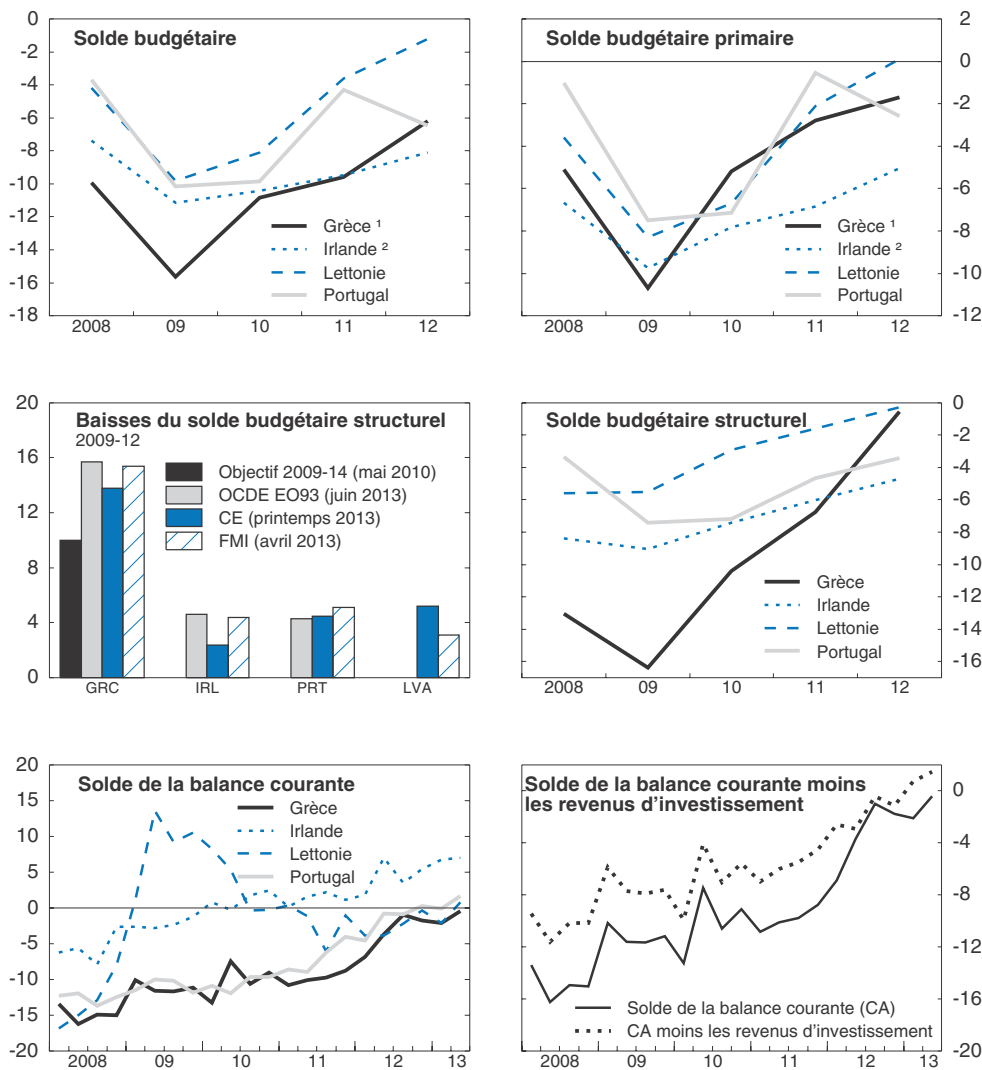 Solde budgétaire
0
-2
-4
-6
-8
-10
-12
-14
-16
-18
Grèce ¹
Irlande ²
Lettonie
Portugal
2008 09 10 11 12
Solde budgétaire primaire
2
0
-2
-4
-6
-8
-10
-12
Grèce ¹
Irlande ²
Lettonie
Portugal
2008 09 10 11 12
Baisses du solde budgétaire structurel
2009-12
20
16
12
8
4
0
Objectif 2009-14 (mai 2010)
OCDE EO93 (juin 2013)
CE (printemps 2013)
FMI (avril 2013)
GRC IRL PRT LVA
Solde budgétaire structurel
0
-2
-4
-6
-8
-10
-12
-14
-16
Grèce
Irlande
Lettonie
Portugal
2008 09 10 11 12
Solde de la balance courante
20
15
10
5
0
-5
-10
-15
-20
Grèce
Irlande
Lettonie
Portugal
2008 09 10 11 12 13
Solde de la balance courante moins
les revenus d'investissement
0
-4
-8
-12
-16
-20
Solde de la balance courante (CA)
CA moins les revenus d'investissement
2008 09 10 11 12 13